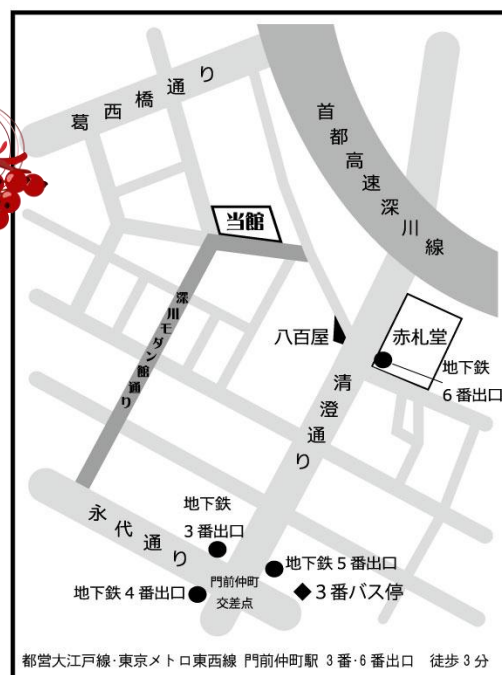 葛西橋通り
首都高速深川線
当館
深川モダン館通り
八百屋
赤札堂
地下鉄
6番出口
清澄通り
永代通り
地下鉄
3番出口
地下鉄5番出口
地下鉄4番出口
門前仲町
交差点
◆3番バス停
都営大江戸線･東京メトロ東西線 門前仲町駅 3番･6番出口 徒歩3分